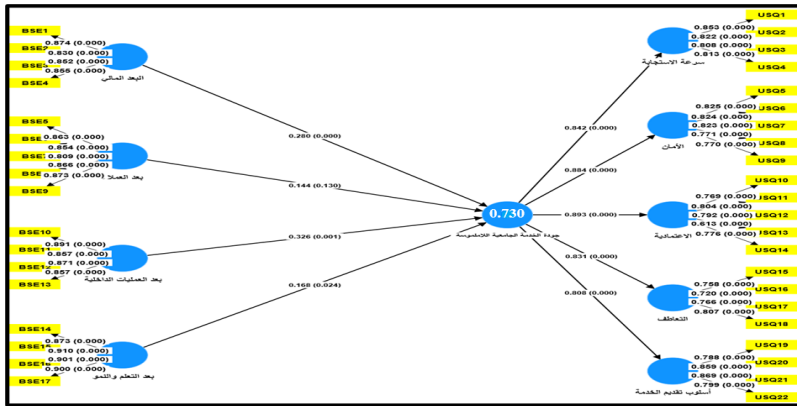 BSE1
0.874 (0.000)
0.830 (0.000)
0.852 (0.000)
0.855 (0.000)
BSE4
البعد المالي
BSE5
0.863 (0.000)
0.854 (0.000)
0.809 (0.000)
0.866 (0.000)
0.873 (0.000)
BSE9
بعد العملا
BSE10
0.891 (0.000)
BSE11
0.857 (0.000)
BSE12
0.871 (0.000)
0.857 (0.000)
BSE13
بعد العمليات الداخلية
BSE14
0.873 (0.000)
BSE15
0.910 (0.000)
BSE16
0.901 (0.000)
0.900 (0.000)
BSE17
بعد التعلم والنمو
0.280 (0.000)
0.144 (0.130)
0.326 (0.001)
0.168 (0.024)
0.730
جودة الخدمة الجامعية اللاملموسة
0.842 (0.000)
0.884 (0.000)
0.893 (0.000)
0.831 (0.000)
0.808 (0.000)
سرعة الاستجابة
USQ1
0.853 (0.000)
USQ2
0.822 (0.000)
0.808 (0.000)
USQ3
0.813 (0.000)
USQ4
الأمان
USQ5
0.825 (0.000)
USQ6
0.824 (0.000)
0.823 (0.000)
USQ7
0.771 (0.000)
USQ8
0.770 (0.000)
USQ9
الاعتمادية
USQ10
0.769 (0.000)
USQ11
0.804 (0.000)
0.792 (0.000)
USQ12
0.613 (0.000)
USQ13
0.776 (0.000)
USQ14
التعاطف
USQ15
0.758 (0.000)
USQ16
0.720 (0.000)
0.766 (0.000)
USQ17
0.807 (0.000)
USQ18
أسلوب تقديم الخدمة
USQ19
0.788 (0.000)
USQ20
0.859 (0.000)
0.869 (0.000)
USQ21
0.799 (0.000)
USQ22